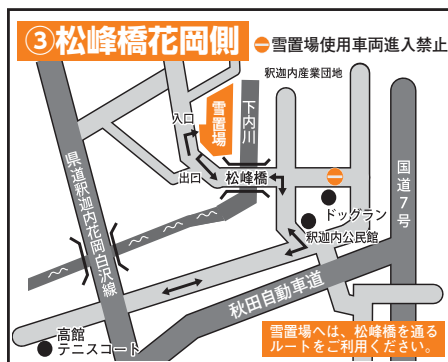 ③松峰橋花岡側
雪置場使用車両進入禁止
釈迦内産業団地
入口
雪置場
下内川
出口
松峰橋
国道7号
県道釈迦内花岡白沢線
ドッグラン
釈迦内公民館
秋田自動車道
高館
テニスコート
雪置場へは、松峰橋を通る
ルートをご利用ください。